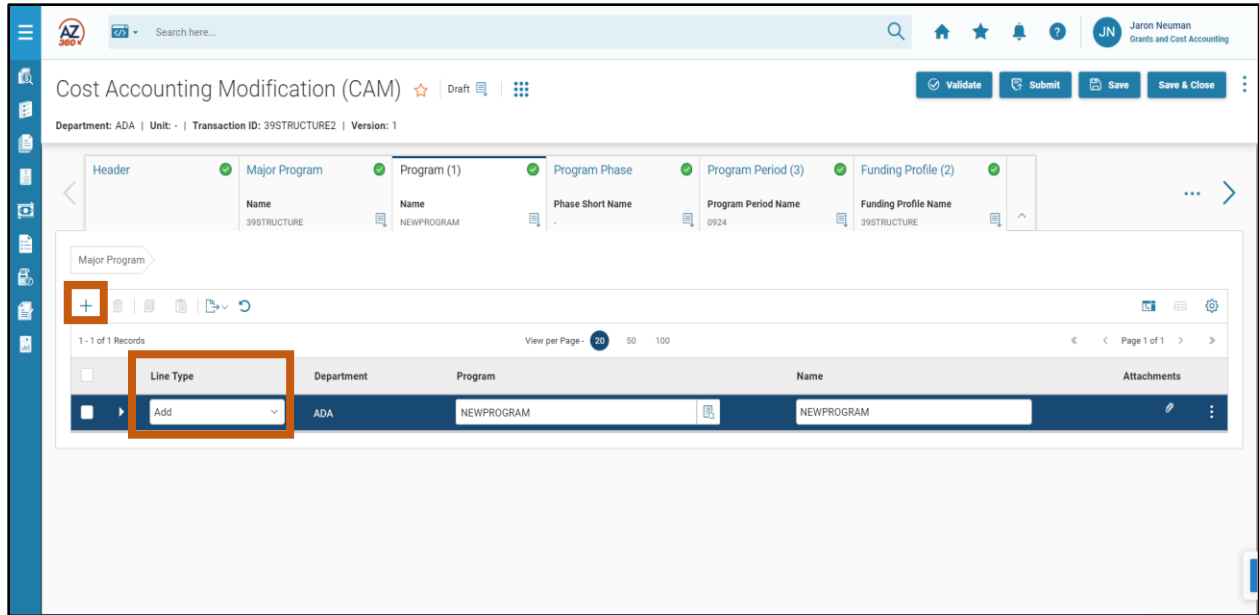 AZ
360
Search here...
?
JN
Jaron Neuman
Grants and Cost Accounting
Cost Accounting Modification (CAM)
Draft
Validate
Submit
Save
Save & Close
Department: ADA | Unit: - | Transaction ID: 39STRUCTURE2 | Version: 1
Header
Major Program
Name
39STRUCTURE
Program (1)
Name
NEWPROGRAM
Program Phase
Phase Short Name
-
Program Period (3)
Program Period Name
0924
Funding Profile (2)
Funding Profile Name
39STRUCTURE
Major Program
1 - 1 of 1 Records
View per Page - 20 50 100
Page 1 of 1
Line Type Department Program Name Attachments
Add ADA NEWPROGRAM NEWPROGRAM